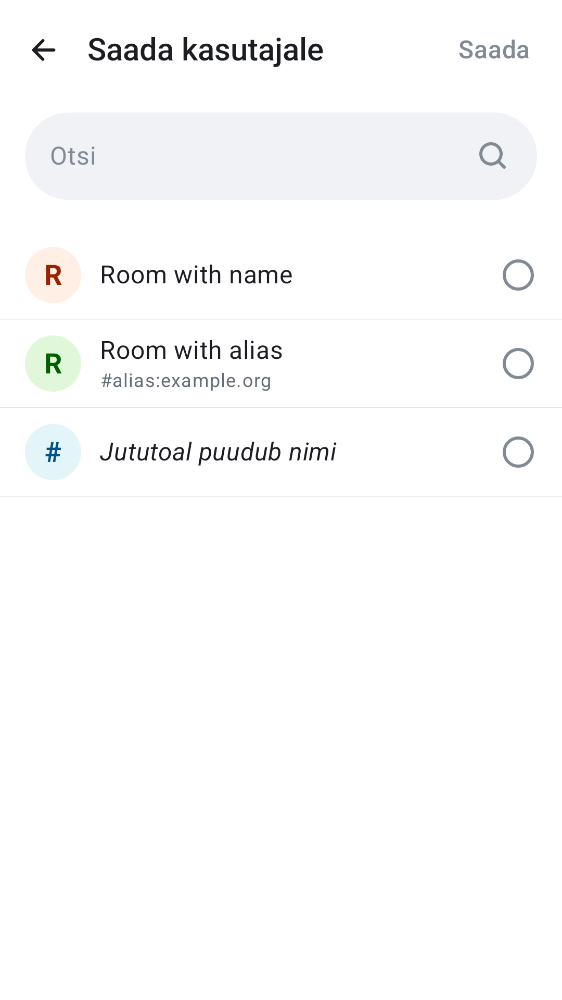 Saada kasutajale
Saada
Otsi
R
Room with name
R
Room with alias
#alias:example.org
#
Jututoal puudub nimi